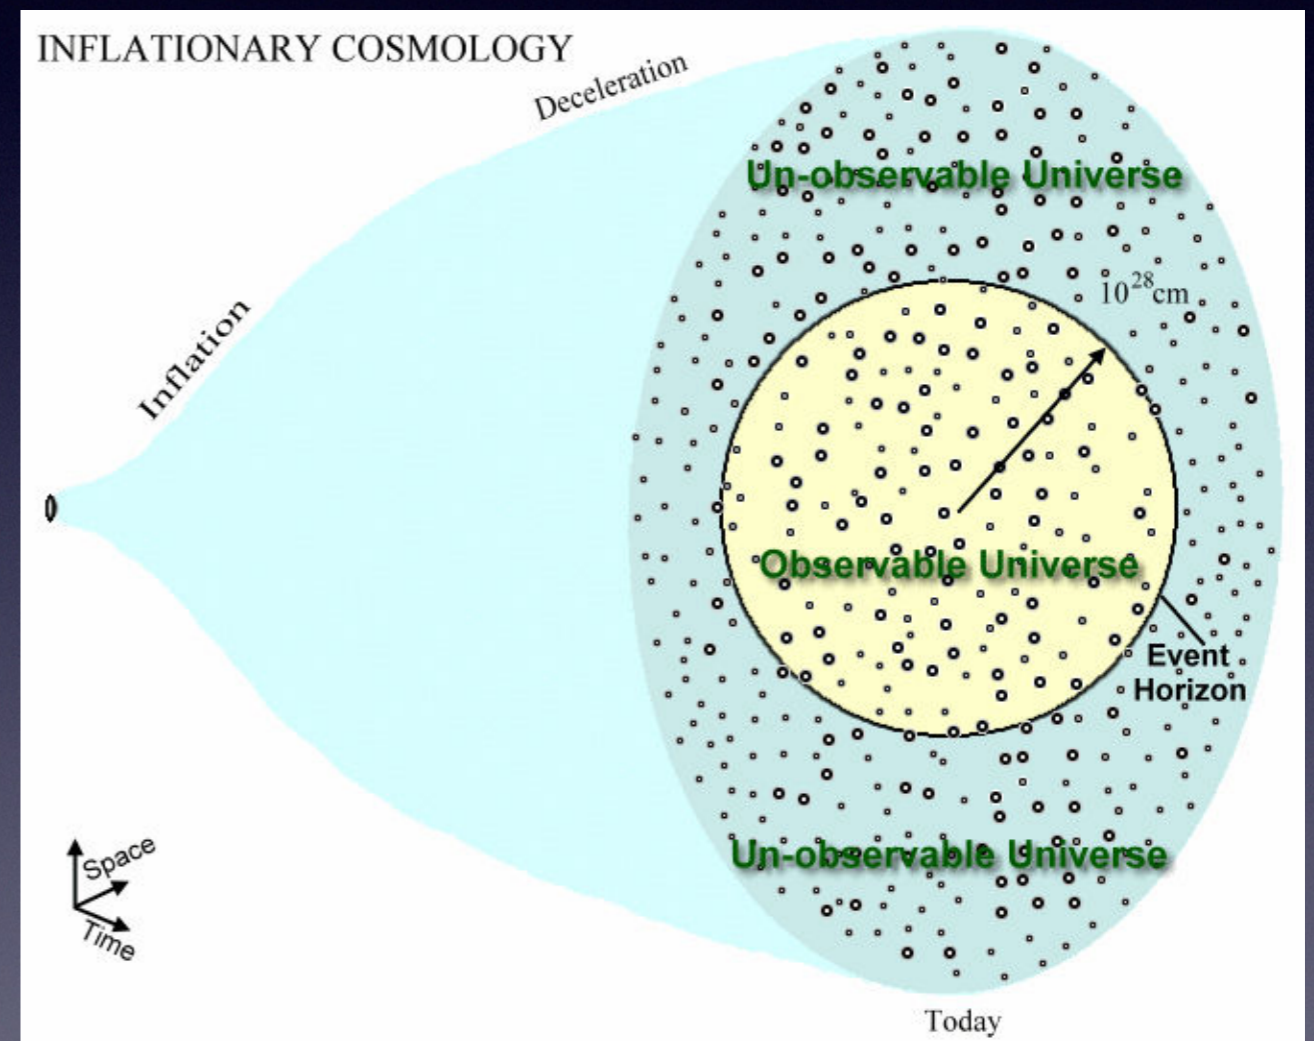 INFLATIONARY COSMOLOGY
Deceleration
Un-observable Universe
10²⁸cm
Inflation
Observable Universe
Event
Horizon
Space
Time
Un-observable Universe
Today